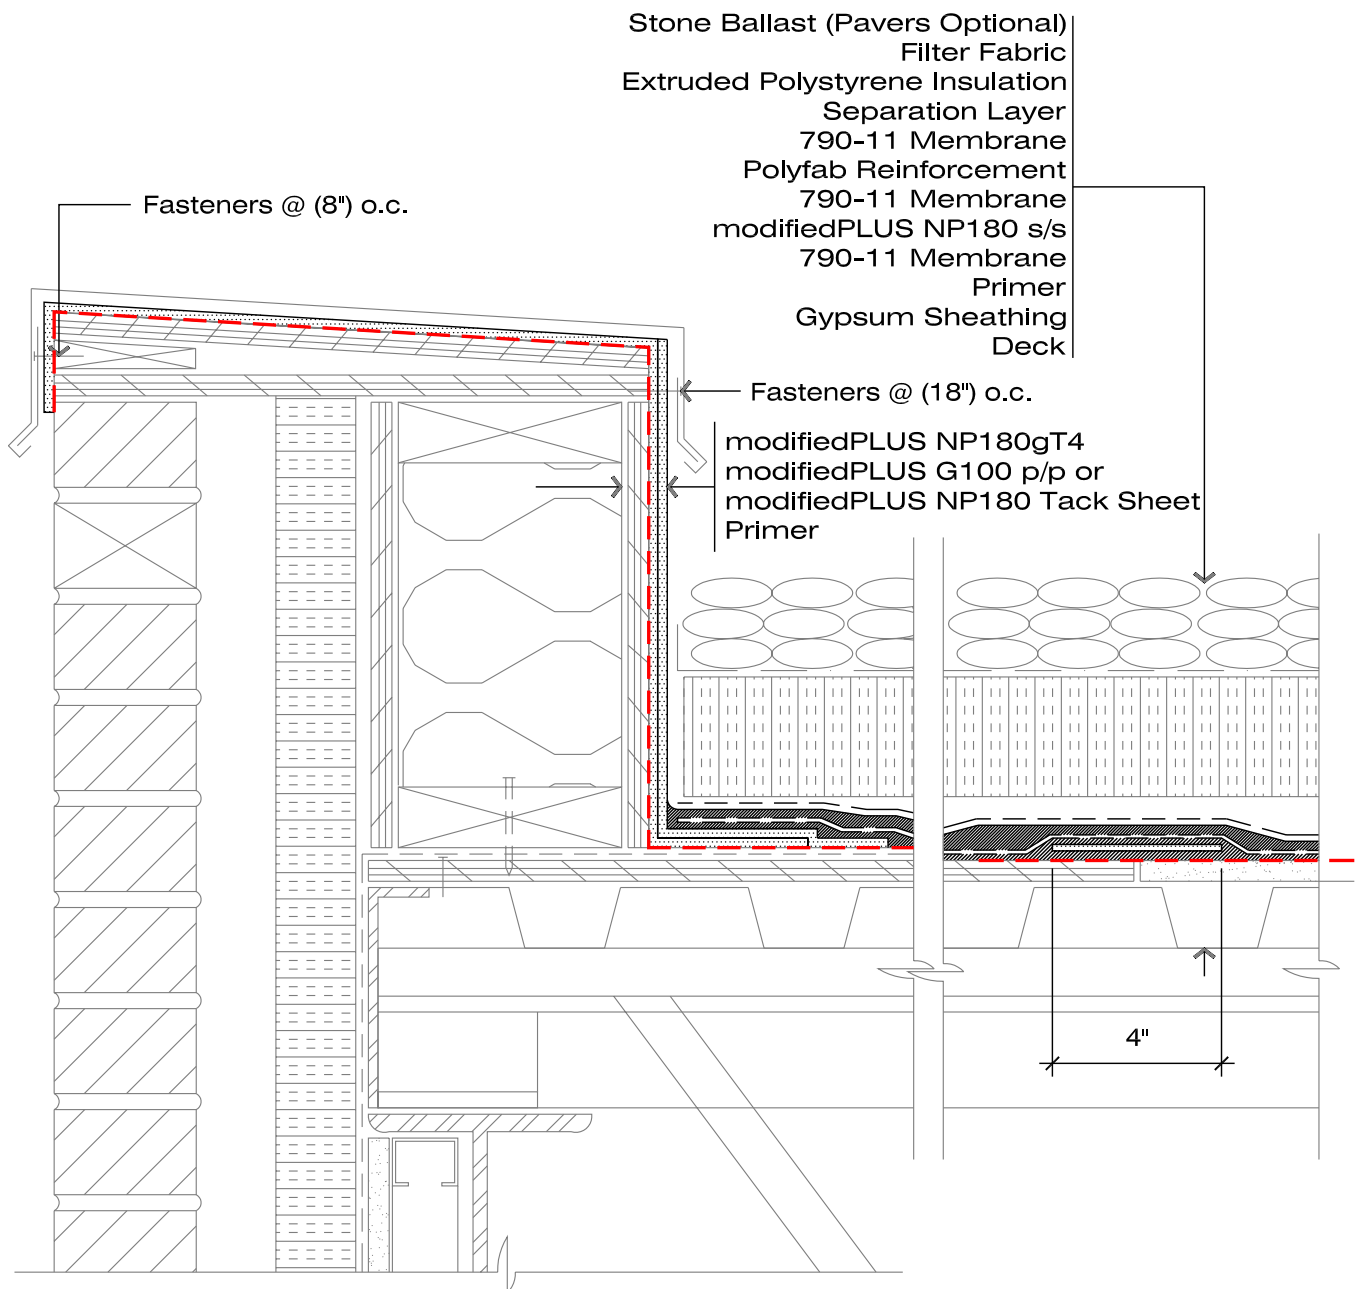 Stone Ballast (Pavers Optional)
Filter Fabric
Extruded Polystyrene Insulation
Separation Layer
790-11 Membrane
Polyfab Reinforcement
790-11 Membrane
modifiedPLUS NP180 s/s
790-11 Membrane
Primer
Gypsum Sheathing
Deck
Fasteners @ (8") o.c.
Fasteners @ (18") o.c.
modifiedPLUS NP180gT4
modifiedPLUS G100 p/p or
modifiedPLUS NP180 Tack Sheet
Primer
4"